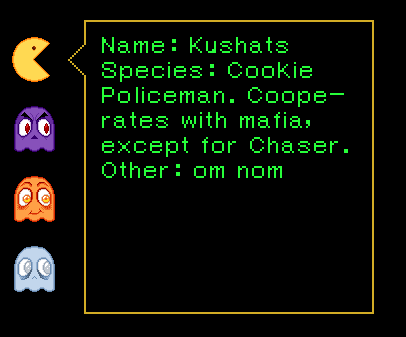 Name: Kushats
Species: Cookie
Policeman. Coope-
rates with mafia,
except for Chaser.
Other: om nom